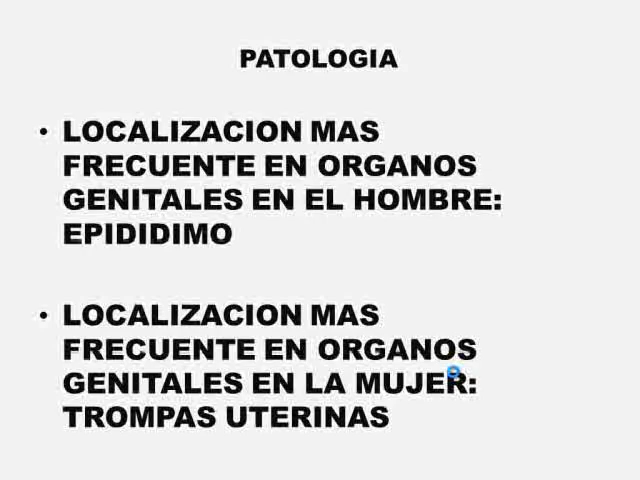 PATOLOGIA
• LOCALIZACION MAS
FRECUENTE EN ORGANOS
GENITALES EN EL HOMBRE:
EPIDIDIMO
• LOCALIZACION MAS
FRECUENTE EN ORGANOS
GENITALES EN LA MUJER:
TROMPAS UTERINAS